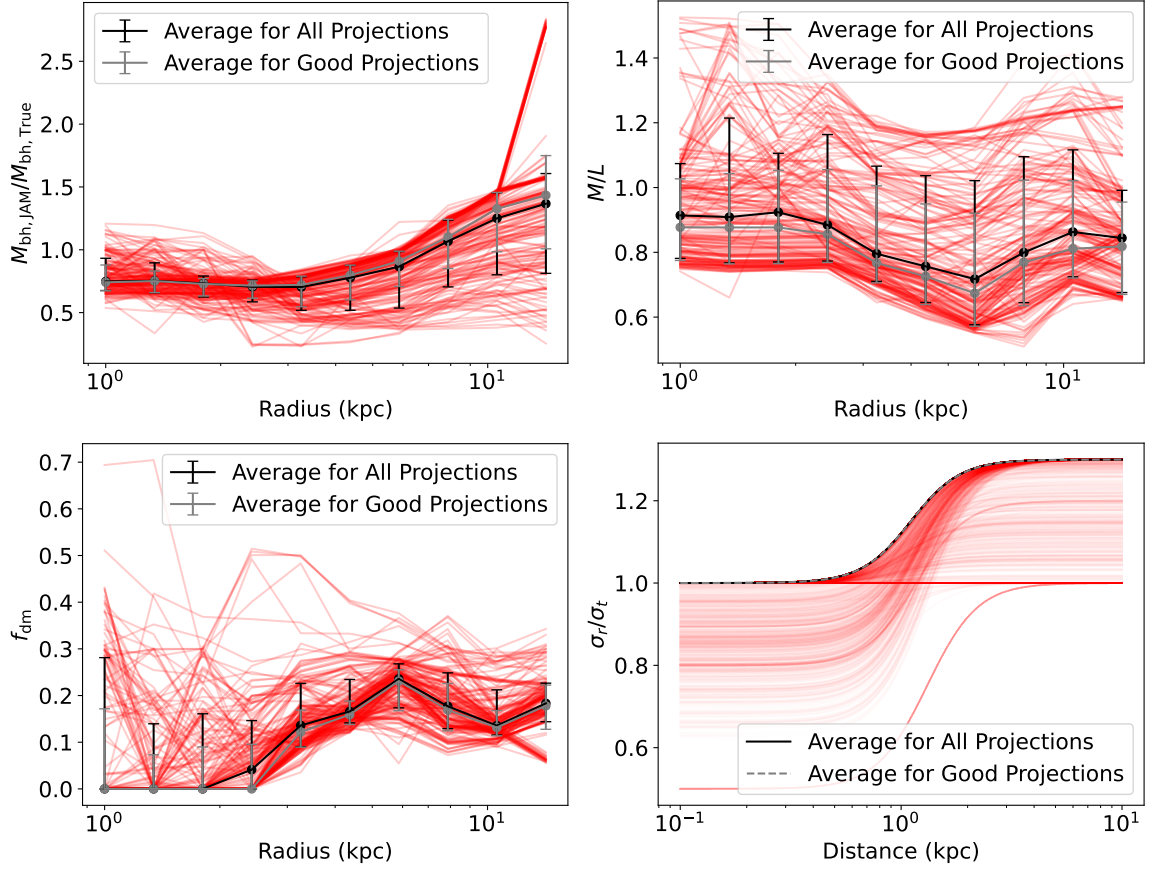 Average for All Projections
Average for Good Projections
2.5
2.0
1.5
1.0
0.5
M_bh, JAM/M_bh, True
10^0
10^1
Radius (kpc)
Average for All Projections
Average for Good Projections
1.4
1.2
1.0
0.8
0.6
M/L
10^0
10^1
Radius (kpc)
Average for All Projections
Average for Good Projections
0.7
0.6
0.5
0.4
0.3
0.2
0.1
0.0
f_dm
10^0
10^1
Radius (kpc)
1.2
1.0
0.8
0.6
σ_r/σ_t
Average for All Projections
Average for Good Projections
10^−1
10^0
10^1
Distance (kpc)